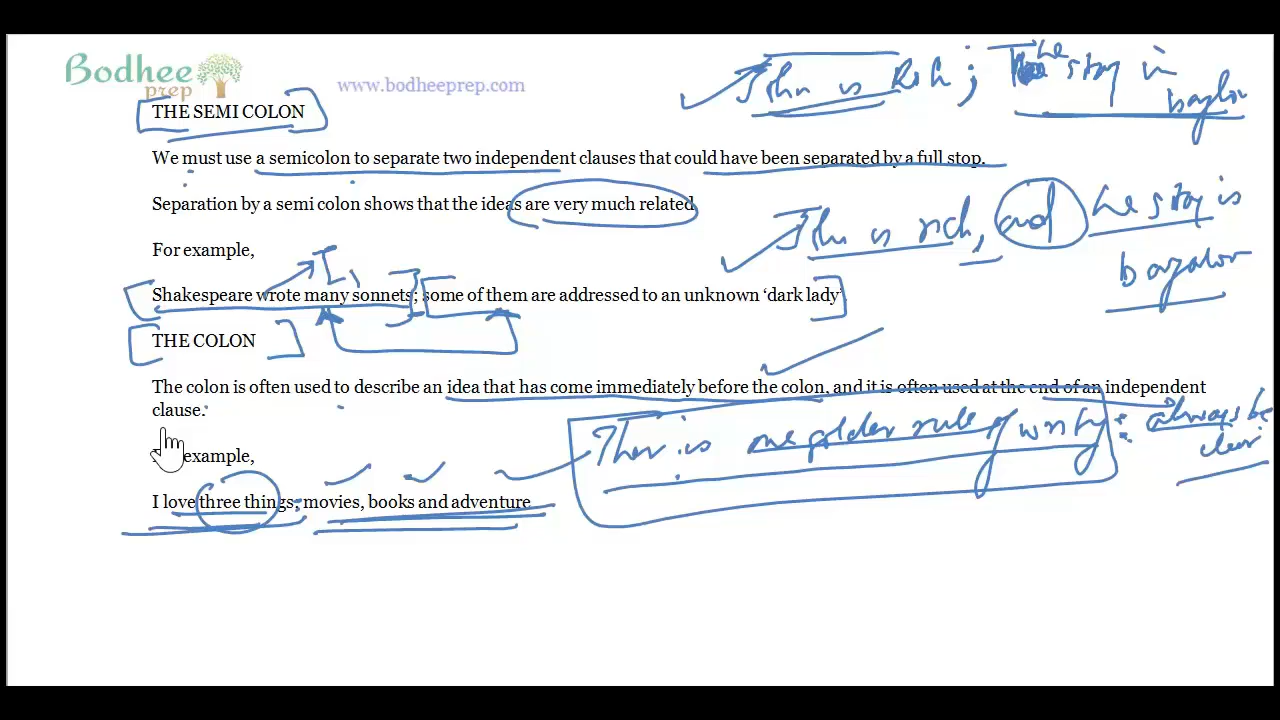 Bodhee
prep
www.bodheeprep.com
John is Rich; he stay in
THE SEMI COLON
We must use a semicolon to separate two independent clauses that could have been separated by a full stop.
Separation by a semi colon shows that the ideas are very much related
John is rich, and he stay is
For example,
Shakespeare wrote many sonnets; some of them are addressed to an unknown ‘dark lady’.
THE COLON
The colon is often used to describe an idea that has come immediately before the colon, and it is often used at the end of an independent
clause.
There is one golden rule of writing: always be
clear
example,
I love three things: movies, books and adventure